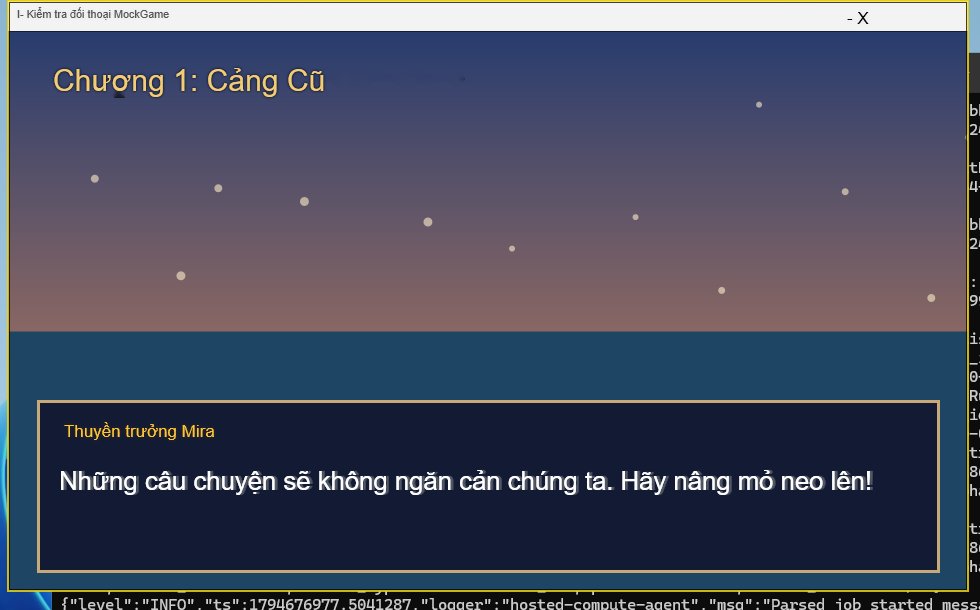 I- Kiểm tra đối thoại MockGame
- X
Chương 1: Cảng Cũ
Thuyền trưởng Mira
Những câu chuyện sẽ không ngăn cản chúng ta. Hãy nâng mỏ neo lên!
{"level":"INFO","ts":1794676977.5041287,"logger":"hosted-compute-agent","msg":"Parsed job started